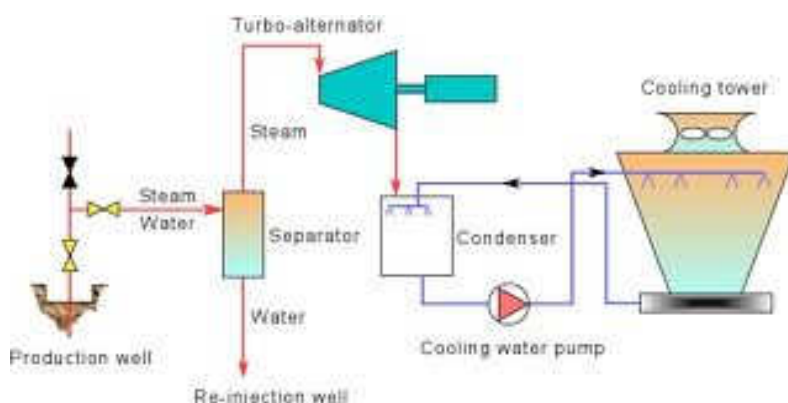 Turbo-alternator
Cooling tower
Steam
Steam
Water
Separator
Condenser
Water
Cooling water pump
Production well
Re-injection well